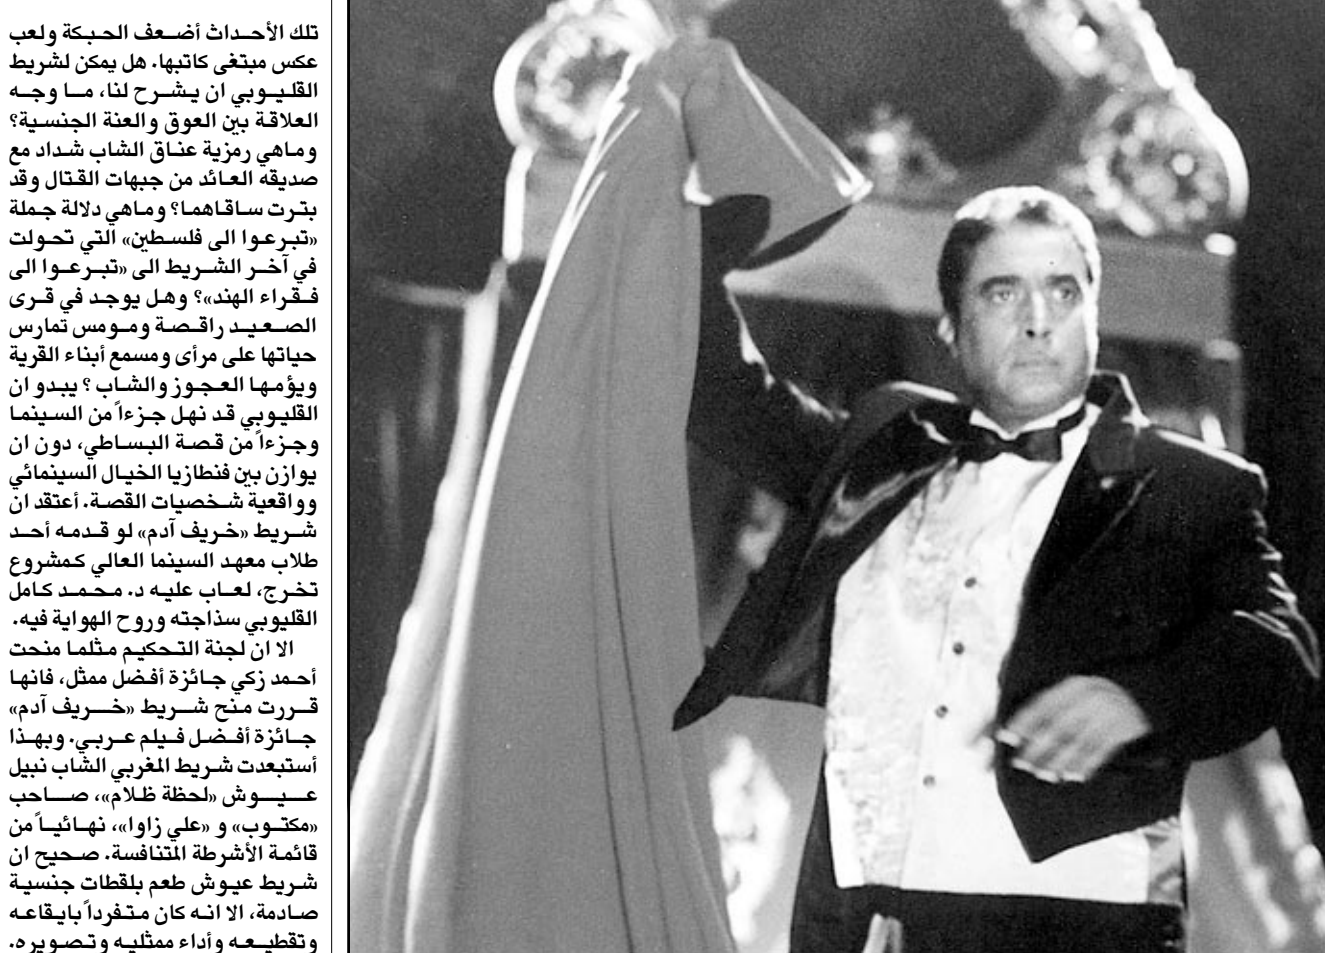 تلك الأحداث أضعف الحبكة ولعب
عكس مبتغى كاتبها. هل يمكن لشريط
القليوبي ان يشرح لنا، ما وجه
العلاقة بين العوق والعنة الجنسية؟
وماهي رمزية عناق الشاب شداد مع
صديقه العائد من جبهات القتال وقد
بترت ساقاهما؟ وماهي دلالة جملة
«تبرعوا الى فلسطين» التي تحولت
في آخر الشريط الى «تبرعوا الى
فقراء الهند»؟ وهل يوجد في قرى
الصعيد راقصة ومومس تمارس
حياتها على مرأى ومسمع أبناء القرية
ويؤمها العجوز والشاب ؟ يبدو ان
القليوبي قد نهل جزءاً من السينما
وجزءاً من قصة البساطي، دون ان
يوازن بين فنطازيا الخيال السينمائي
وواقعية شخصيات القصة. أعتقد ان
شريط «خريف آدم» لو قدمه أحد
طلاب معهد السينما العالي كمشروع
تخرج، لعاب عليه د. محمد كامل
القليوبي سذاجته وروح الهواية فيه.
الا ان لجنة التحكيم مثلما منحت
أحمد زكي جائزة أفضل ممثل، فانها
قررت منح شريط «خريف آدم»
جائزة أفضل فيلم عربي. وبهذا
أستبعدت شريط المغربي الشاب نبيل
عيوش «لحظة ظلام»، صاحب
«مكتوب» و «علي زاوا»، نهائياً من
قائمة الأشرطة المتنافسة. صحيح ان
شريط عيوش طعم بلقطات جنسية
صادمة، الا انه كان متفرداً بايقاعه
وتقطيعه وأداء ممثليه وتصويره.